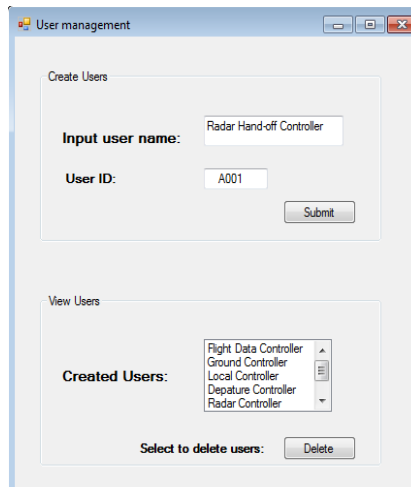 User management
Create Users
Input user name:
Radar Hand-off Controller
User ID:
A001
Submit
View Users
Created Users:
Flight Data Controller
Ground Controller
Local Controller
Depature Controller
Radar Controller
Select to delete users:
Delete